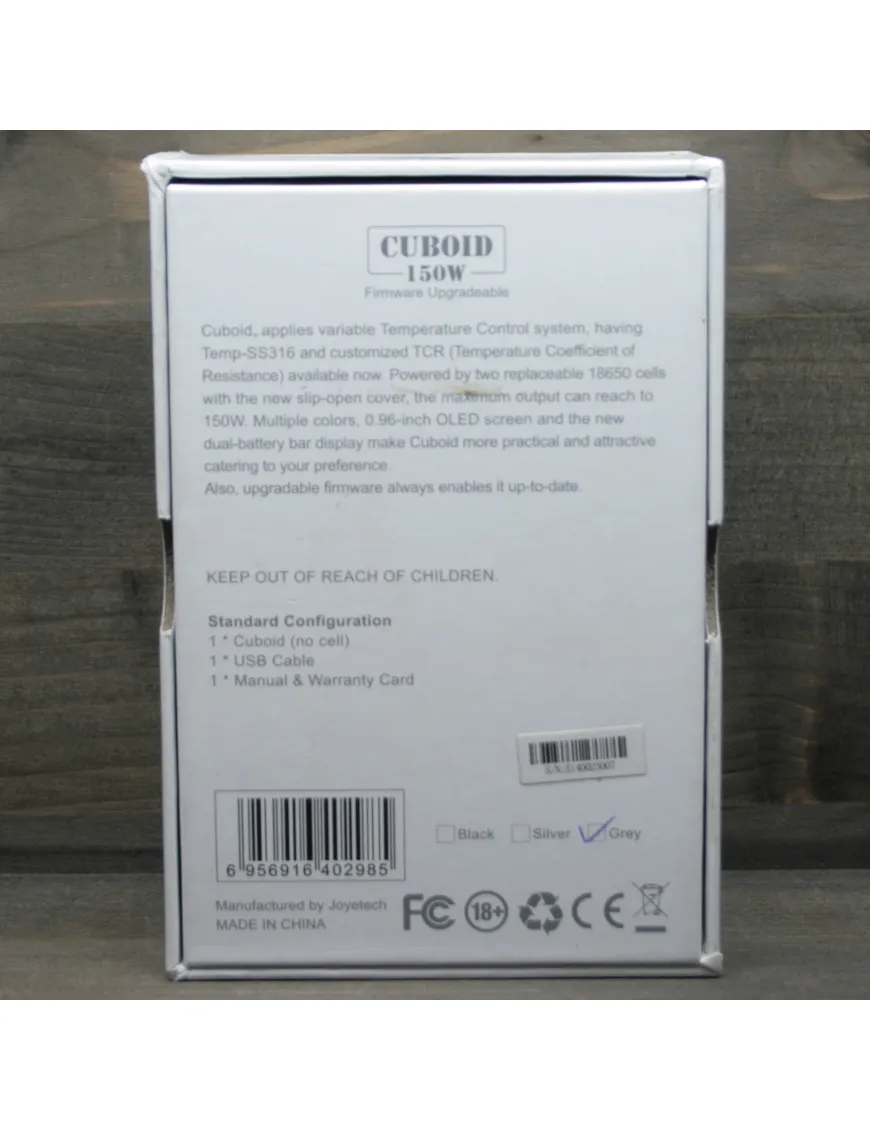 CUBOID
150W
Firmware Upgradeable
Cuboid, applies variable Temperature Control system, having
Temp-SS316 and customized TCR (Temperature Coefficient of
Resistance) available now. Powered by two replaceable 18650 cells
with the new slip-open cover, the maximum output can reach to
150W. Multiple colors, 0.96-inch OLED screen and the new
dual-battery bar display make Cuboid more practical and attractive
catering to your preference.
Also, upgradable firmware always enables it up-to-date.
KEEP OUT OF REACH OF CHILDREN.
Standard Configuration
1 * Cuboid (no cell)
1 * USB Cable
1 * Manual & Warranty Card
S/N:
Black Silver Grey
6 956916 402985
Manufactured by Joyetech
MADE IN CHINA
FC 18+ CE